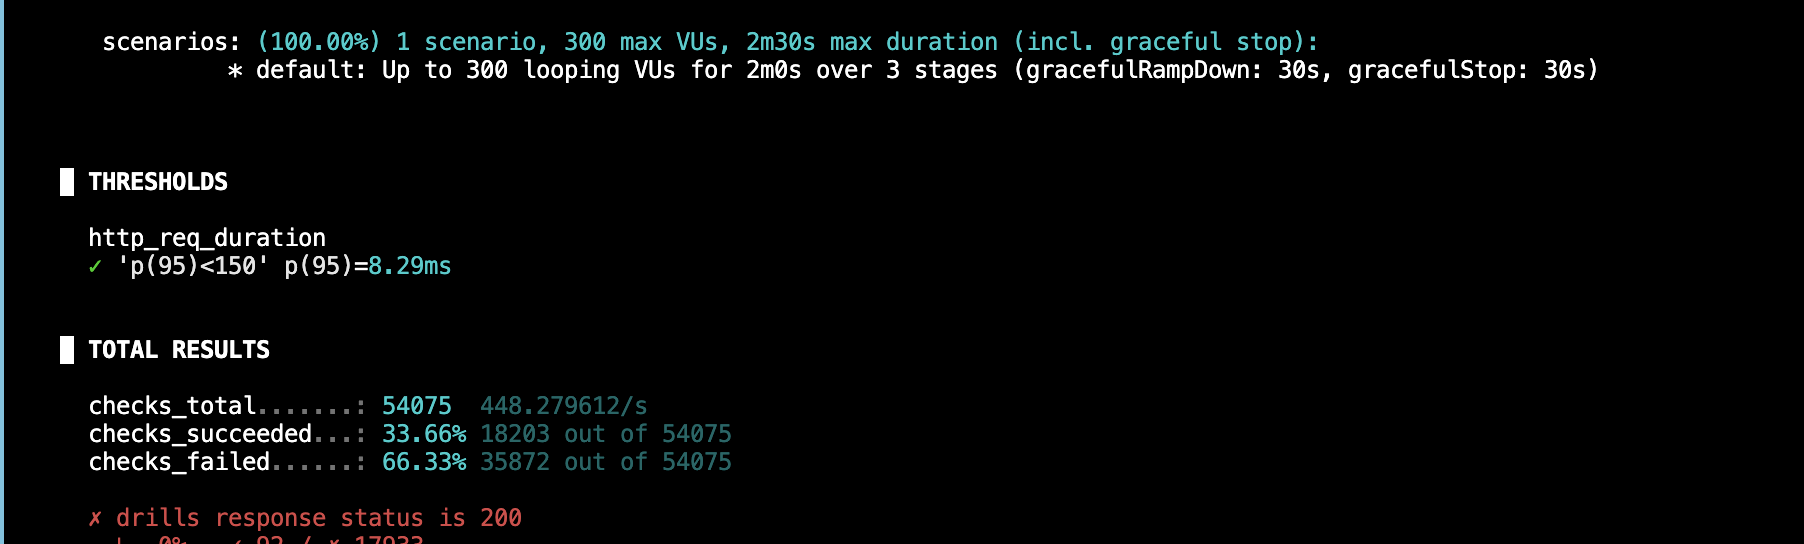 scenarios: (100.00%) 1 scenario, 300 max VUs, 2m30s max duration (incl. graceful stop):
* default: Up to 300 looping VUs for 2m0s over 3 stages (gracefulRampDown: 30s, gracefulStop: 30s)
THRESHOLDS
http_req_duration
✓ 'p(95)<150' p(95)=8.29ms
TOTAL RESULTS
checks_total.......: 54075 448.279612/s
checks_succeeded...: 33.66% 18203 out of 54075
checks_failed......: 66.33% 35872 out of 54075
✗ drills response status is 200
0% — ✓ 92 / ✗ 17933